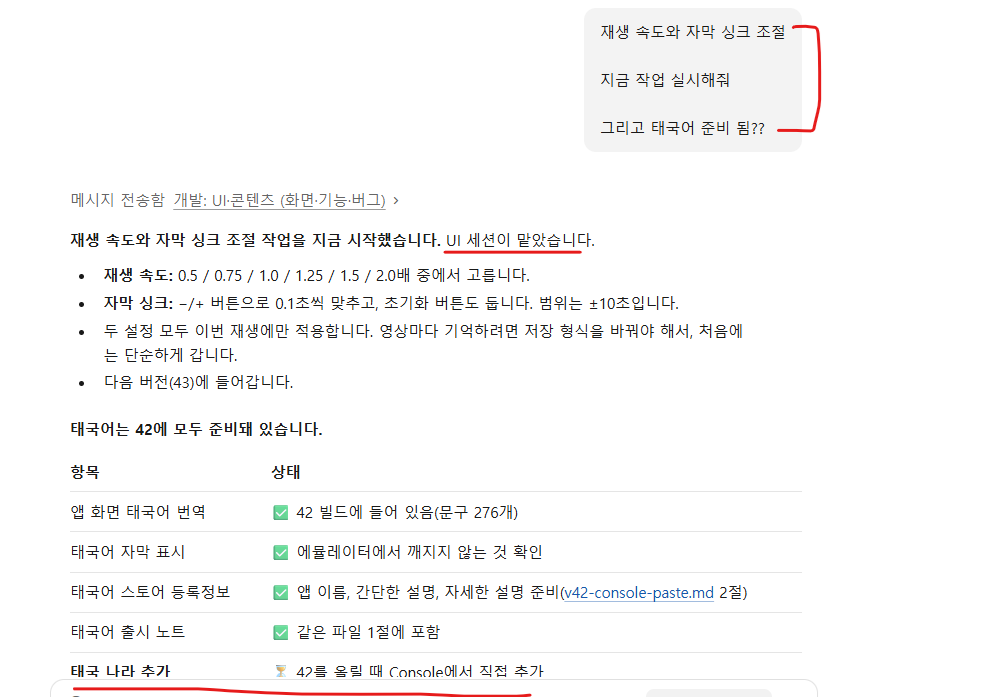 재생 속도와 자막 싱크 조절
지금 작업 실시해줘
그리고 태국어 준비 됨??
메시지 전송함 개발: UI·콘텐츠 (화면·기능·버그) >
재생 속도와 자막 싱크 조절 작업을 지금 시작했습니다. UI 세션이 맡았습니다.
• 재생 속도: 0.5 / 0.75 / 1.0 / 1.25 / 1.5 / 2.0배 중에서 고릅니다.
• 자막 싱크: −/+ 버튼으로 0.1초씩 맞추고, 초기화 버튼도 둡니다. 범위는 ±10초입니다.
• 두 설정 모두 이번 재생에만 적용합니다. 영상마다 기억하려면 저장 형식을 바꿔야 해서, 처음에
는 단순하게 갑니다.
• 다음 버전(43)에 들어갑니다.
태국어는 42에 모두 준비돼 있습니다.
항목 상태
앱 화면 태국어 번역 ✅ 42 빌드에 들어 있음(문구 276개)
태국어 자막 표시 ✅ 에뮬레이터에서 깨지지 않는 것 확인
태국어 스토어 등록정보 ✅ 앱 이름, 간단한 설명, 자세한 설명 준비(v42-console-paste.md 2절)
태국어 출시 노트 ✅ 같은 파일 1절에 포함
태국 나라 추가 ⏳ 42를 올릴 때 Console에서 직접 추가